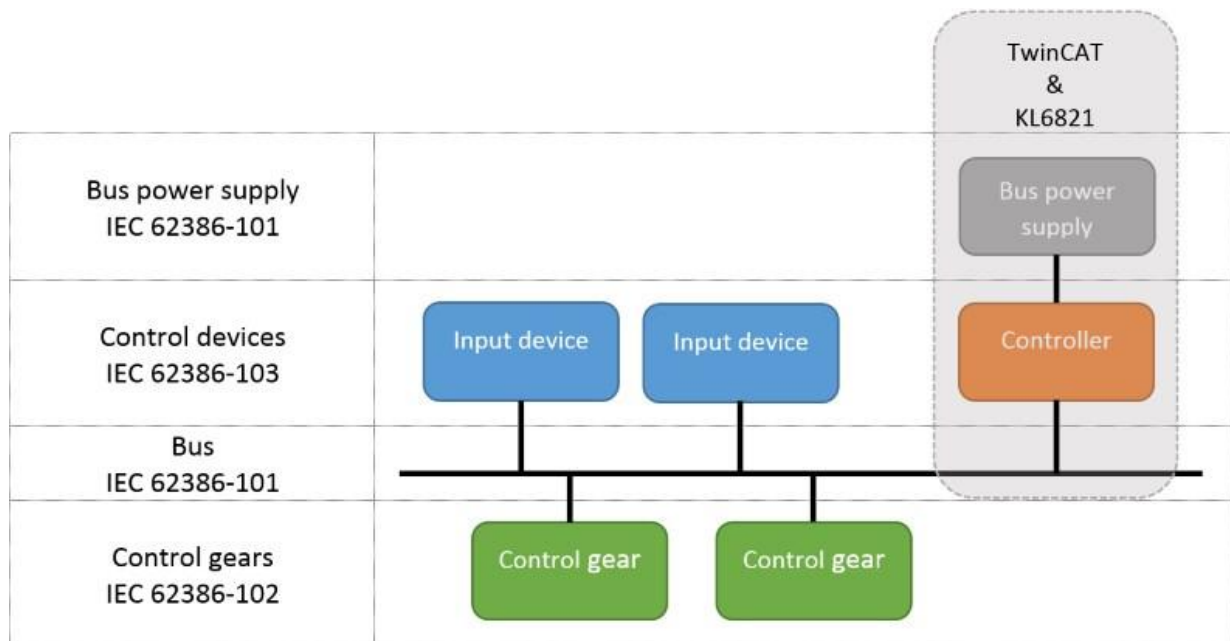 TwinCAT
&
KL6821
Bus power supply
IEC 62386-101
Bus power
supply
Control devices
IEC 62386-103
Input device
Input device
Controller
Bus
IEC 62386-101
Control gears
IEC 62386-102
Control gear
Control gear